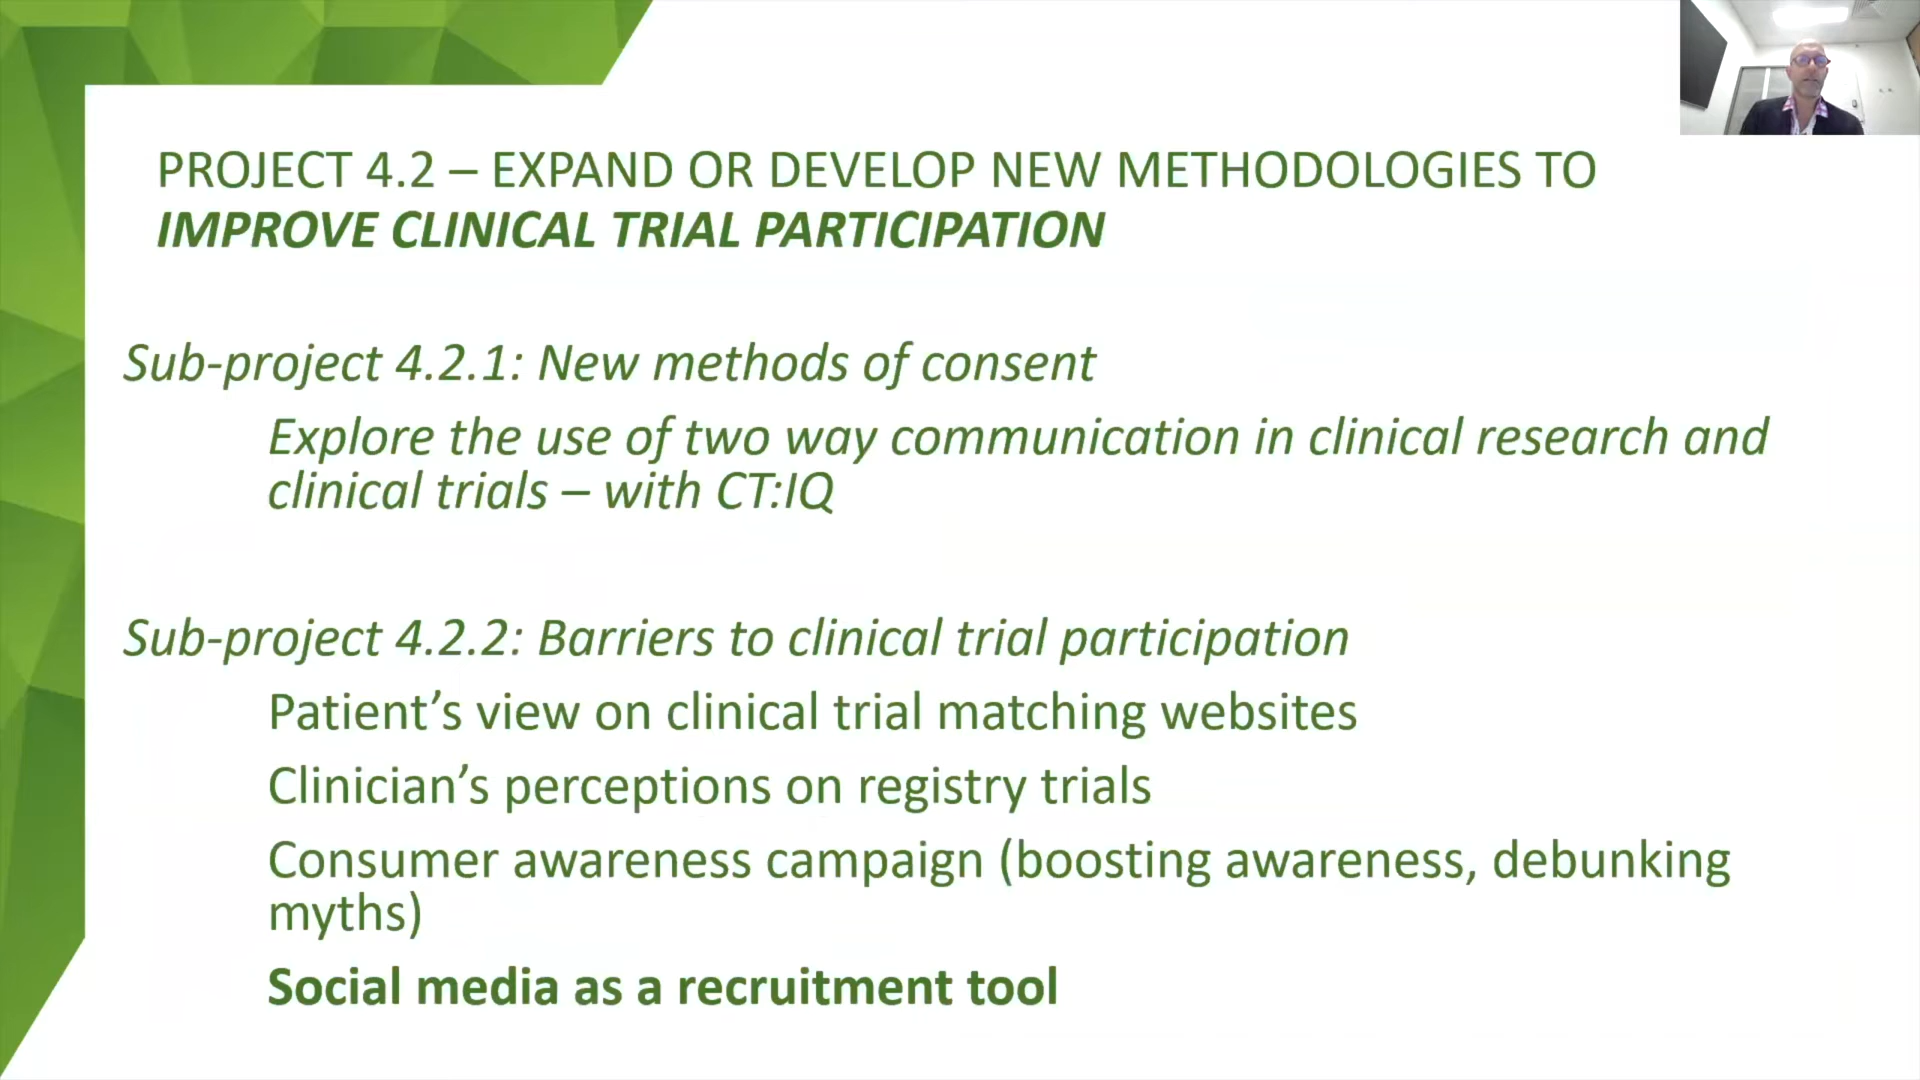 PROJECT 4.2 – EXPAND OR DEVELOP NEW METHODOLOGIES TO
IMPROVE CLINICAL TRIAL PARTICIPATION
Sub-project 4.2.1: New methods of consent
Explore the use of two way communication in clinical research and
clinical trials – with CT:IQ
Sub-project 4.2.2: Barriers to clinical trial participation
Patient’s view on clinical trial matching websites
Clinician’s perceptions on registry trials
Consumer awareness campaign (boosting awareness, debunking
myths)
Social media as a recruitment tool